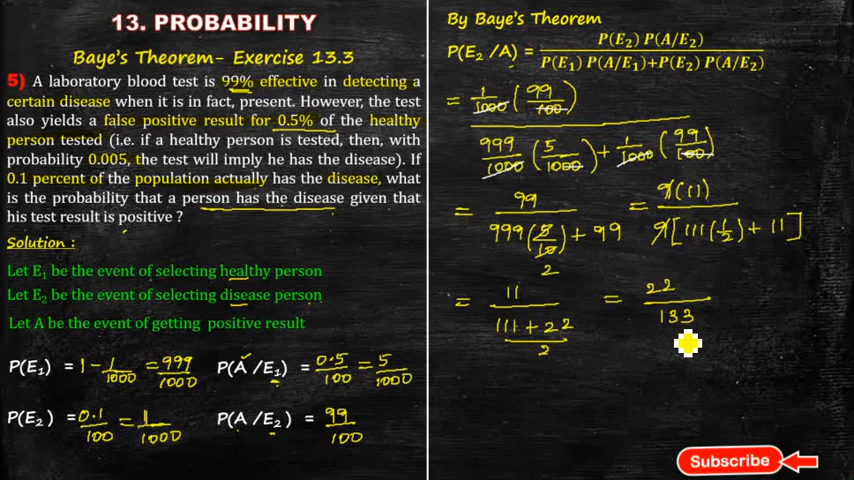 13. PROBABILITY
Baye's Theorem- Exercise 13.3
5) A laboratory blood test is 99% effective in detecting a
certain disease when it is in fact, present. However, the test
also yields a false positive result for 0.5% of the healthy
person tested (i.e. if a healthy person is tested, then, with
probability 0.005, the test will imply he has the disease). If
0.1 percent of the population actually has the disease, what
is the probability that a person has the disease given that
his test result is positive ?
Solution :
Let E₁ be the event of selecting healthy person
Let E₂ be the event of selecting disease person
Let A be the event of getting positive result
P(E₁) = 1 - 1/1000 = 999/1000 P(A /E₁) = 0.5/100 = 5/1000
P(E₂) = 0.1/100 = 1/1000 P(A /E₂) = 99/100
By Baye's Theorem
P(E₂ /A) = P(E₂) P(A/E₂) / P(E₁) P(A/E₁)+P(E₂) P(A/E₂)
= 1/1000 (99/100)
999/1000 (5/1000) + 1/1000 (99/100)
= 99 / 999(5/10) + 99 = 9(11) / 9[111(1/2) + 11]
2
= 11 / (111 + 22)/2 = 22/133
Subscribe